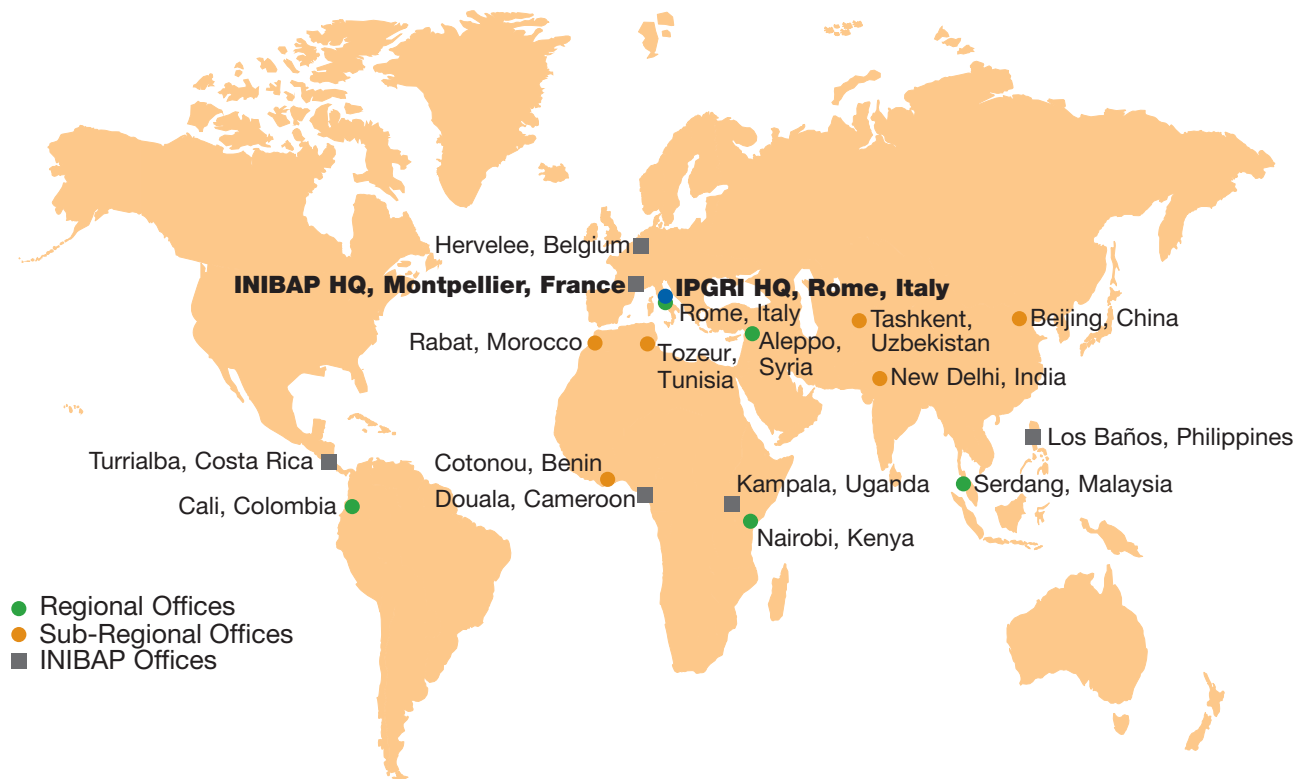 Hervelee, Belgium
INIBAP HQ, Montpellier, France
IPGRI HQ, Rome, Italy
Rome, Italy
Rabat, Morocco
Tozeur,
Tunisia
Aleppo,
Syria
Tashkent,
Uzbekistan
Beijing, China
New Delhi, India
Los Baños, Philippines
Turrialba, Costa Rica
Cotonou, Benin
Kampala, Uganda
Serdang, Malaysia
Cali, Colombia
Douala, Cameroon
Nairobi, Kenya
Regional Offices
Sub-Regional Offices
INIBAP Offices